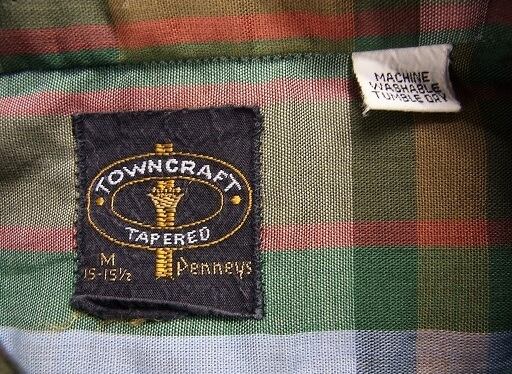 MACHINE
WASHABLE
TUMBLE DRY
TOWNCRAFT
TAPERED
M
15-15½
Penneys